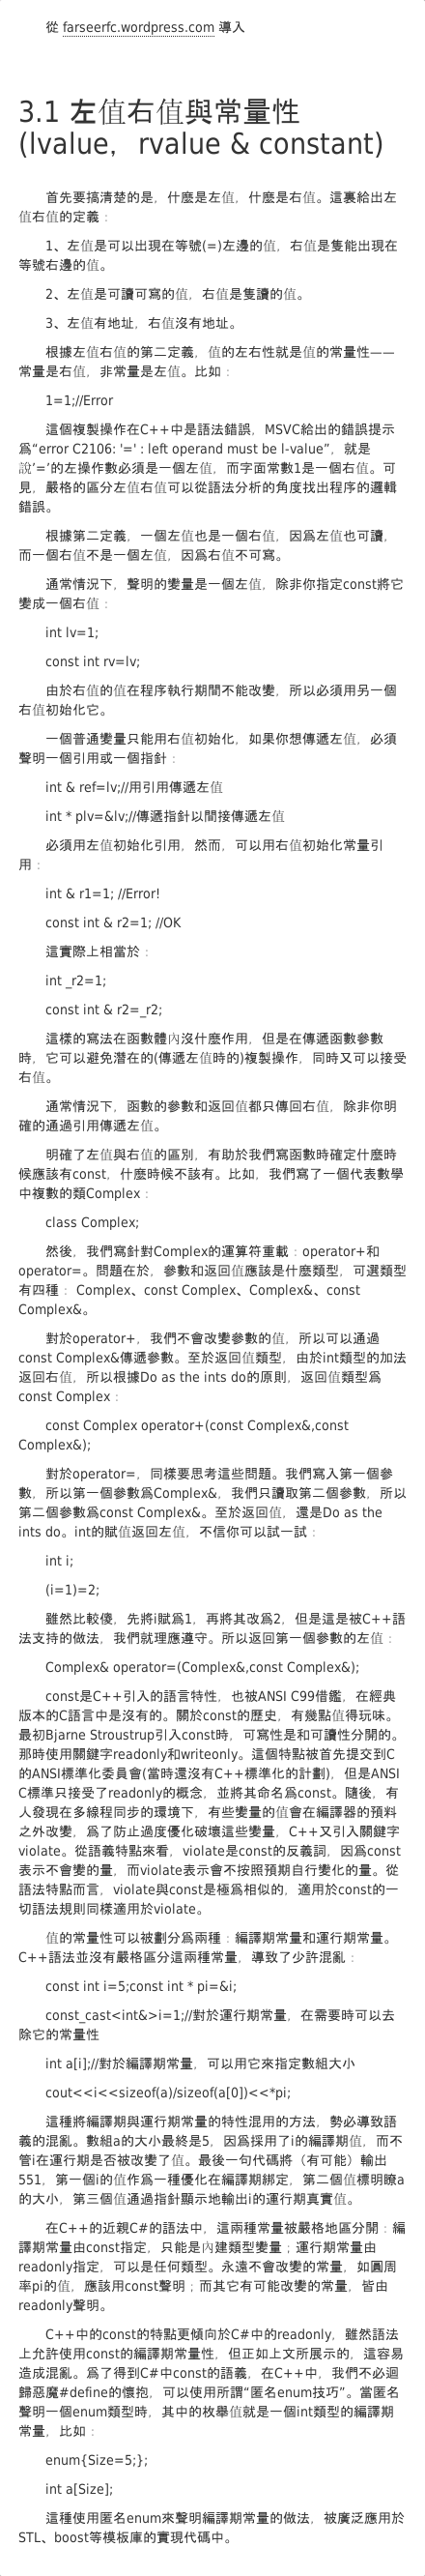 從 farseerfc.wordpress.com 導入
3.1 左值右值與常量性
(lvalue，rvalue & constant)
首先要搞清楚的是，什麼是左值，什麼是右值。這裏給出左
值右值的定義：
1、左值是可以出現在等號(=)左邊的值，右值是隻能出現在
等號右邊的值。
2、左值是可讀可寫的值，右值是隻讀的值。
3、左值有地址，右值沒有地址。
根據左值右值的第二定義，值的左右性就是值的常量性——
常量是右值，非常量是左值。比如：
1=1;//Error
這個複製操作在C++中是語法錯誤，MSVC給出的錯誤提示
爲“error C2106: '=' : left operand must be l-value”，就是
說‘=’的左操作數必須是一個左值，而字面常數1是一個右值。可
見，嚴格的區分左值右值可以從語法分析的角度找出程序的邏輯
錯誤。
根據第二定義，一個左值也是一個右值，因爲左值也可讀，
而一個右值不是一個左值，因爲右值不可寫。
通常情況下，聲明的變量是一個左值，除非你指定const將它
變成一個右值：
int lv=1;
const int rv=lv;
由於右值的值在程序執行期間不能改變，所以必須用另一個
右值初始化它。
一個普通變量只能用右值初始化，如果你想傳遞左值，必須
聲明一個引用或一個指針：
int & ref=lv;//用引用傳遞左值
int * plv=&lv;//傳遞指針以間接傳遞左值
必須用左值初始化引用，然而，可以用右值初始化常量引
用：
int & r1=1; //Error!
const int & r2=1; //OK
這實際上相當於：
int _r2=1;
const int & r2=_r2;
這樣的寫法在函數體內沒什麼作用，但是在傳遞函數參數
時，它可以避免潛在的(傳遞左值時的)複製操作，同時又可以接受
右值。
通常情況下，函數的參數和返回值都只傳回右值，除非你明
確的通過引用傳遞左值。
明確了左值與右值的區別，有助於我們寫函數時確定什麼時
候應該有const，什麼時候不該有。比如，我們寫了一個代表數學
中複數的類Complex：
class Complex;
然後，我們寫針對Complex的運算符重載：operator+和
operator=。問題在於，參數和返回值應該是什麼類型，可選類型
有四種： Complex、const Complex、Complex&、const
Complex&。
對於operator+，我們不會改變參數的值，所以可以通過
const Complex&傳遞參數。至於返回值類型，由於int類型的加法
返回右值，所以根據Do as the ints do的原則，返回值類型爲
const Complex：
const Complex operator+(const Complex&,const
Complex&);
對於operator=，同樣要思考這些問題。我們寫入第一個參
數，所以第一個參數爲Complex&，我們只讀取第二個參數，所以
第二個參數爲const Complex&。至於返回值，還是Do as the
ints do。int的賦值返回左值，不信你可以試一試：
int i;
(i=1)=2;
雖然比較傻，先將i賦爲1，再將其改爲2，但是這是被C++語
法支持的做法，我們就理應遵守。所以返回第一個參數的左值：
Complex& operator=(Complex&,const Complex&);
const是C++引入的語言特性，也被ANSI C99借鑑，在經典
版本的C語言中是沒有的。關於const的歷史，有幾點值得玩味。
最初Bjarne Stroustrup引入const時，可寫性是和可讀性分開的。
那時使用關鍵字readonly和writeonly。這個特點被首先提交到C
的ANSI標準化委員會(當時還沒有C++標準化的計劃)，但是ANSI
C標準只接受了readonly的概念，並將其命名爲const。隨後，有
人發現在多線程同步的環境下，有些變量的值會在編譯器的預料
之外改變，爲了防止過度優化破壞這些變量，C++又引入關鍵字
violate。從語義特點來看，violate是const的反義詞，因爲const
表示不會變的量，而violate表示會不按照預期自行變化的量。從
語法特點而言，violate與const是極爲相似的，適用於const的一
切語法規則同樣適用於violate。
值的常量性可以被劃分爲兩種：編譯期常量和運行期常量。
C++語法並沒有嚴格區分這兩種常量，導致了少許混亂：
const int i=5;const int * pi=&i;
const_cast<int&>i=1;//對於運行期常量，在需要時可以去
除它的常量性
int a[i];//對於編譯期常量，可以用它來指定數組大小
cout<<i<<sizeof(a)/sizeof(a[0])<<*pi;
這種將編譯期與運行期常量的特性混用的方法，勢必導致語
義的混亂。數組a的大小最終是5，因爲採用了i的編譯期值，而不
管i在運行期是否被改變了值。最後一句代碼將（有可能）輸出
551，第一個i的值作爲一種優化在編譯期綁定，第二個值標明瞭a
的大小，第三個值通過指針顯示地輸出i的運行期真實值。
在C++的近親C#的語法中，這兩種常量被嚴格地區分開：編
譯期常量由const指定，只能是內建類型變量；運行期常量由
readonly指定，可以是任何類型。永遠不會改變的常量，如圓周
率pi的值，應該用const聲明；而其它有可能改變的常量，皆由
readonly聲明。
C++中的const的特點更傾向於C#中的readonly，雖然語法
上允許使用const的編譯期常量性，但正如上文所展示的，這容易
造成混亂。爲了得到C#中const的語義，在C++中，我們不必迴
歸惡魔#define的懷抱，可以使用所謂“匿名enum技巧”。當匿名
聲明一個enum類型時，其中的枚舉值就是一個int類型的編譯期
常量，比如：
enum{Size=5;};
int a[Size];
這種使用匿名enum來聲明編譯期常量的做法，被廣泛應用於
STL、boost等模板庫的實現代碼中。